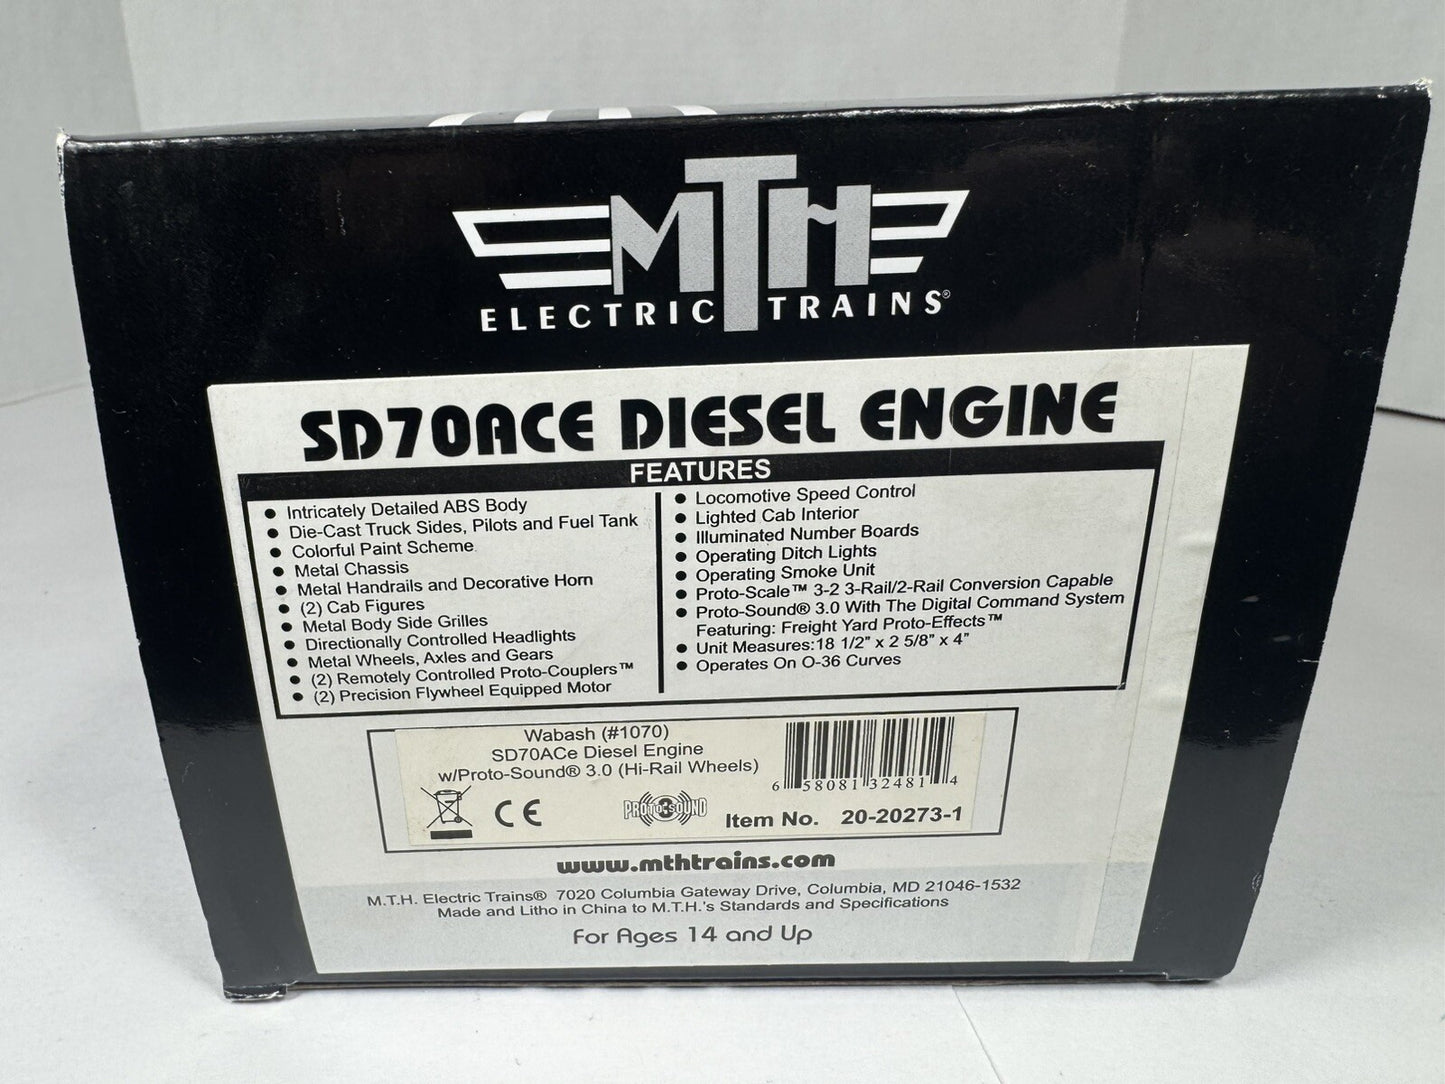 MTH
ELECTRIC TRAINS®
SD70ACE DIESEL ENGINE
FEATURES
● Intricately Detailed ABS Body
● Die-Cast Truck Sides, Pilots and Fuel Tank
● Colorful Paint Scheme
● Metal Chassis
● Metal Handrails and Decorative Horn
● (2) Cab Figures
● Metal Body Side Grilles
● Directionally Controlled Headlights
● Metal Wheels, Axles and Gears
● (2) Remotely Controlled Proto-Couplers™
● (2) Precision Flywheel Equipped Motor
● Locomotive Speed Control
● Lighted Cab Interior
● Illuminated Number Boards
● Operating Ditch Lights
● Operating Smoke Unit
● Proto-Scale™ 3-2 3-Rail/2-Rail Conversion Capable
● Proto-Sound® 3.0 With The Digital Command System
Featuring: Freight Yard Proto-Effects™
● Unit Measures:18 1/2” x 2 5/8” x 4”
● Operates On O-36 Curves
Wabash (#1070)
SD70ACe Diesel Engine
w/Proto-Sound® 3.0 (Hi-Rail Wheels)
6 58081 32481 4
CE
PROTO 3 SOUND
Item No. 20-20273-1
www.mthtrains.com
M.T.H. Electric Trains® 7020 Columbia Gateway Drive, Columbia, MD 21046-1532
Made and Litho in China to M.T.H.'s Standards and Specifications
For Ages 14 and Up